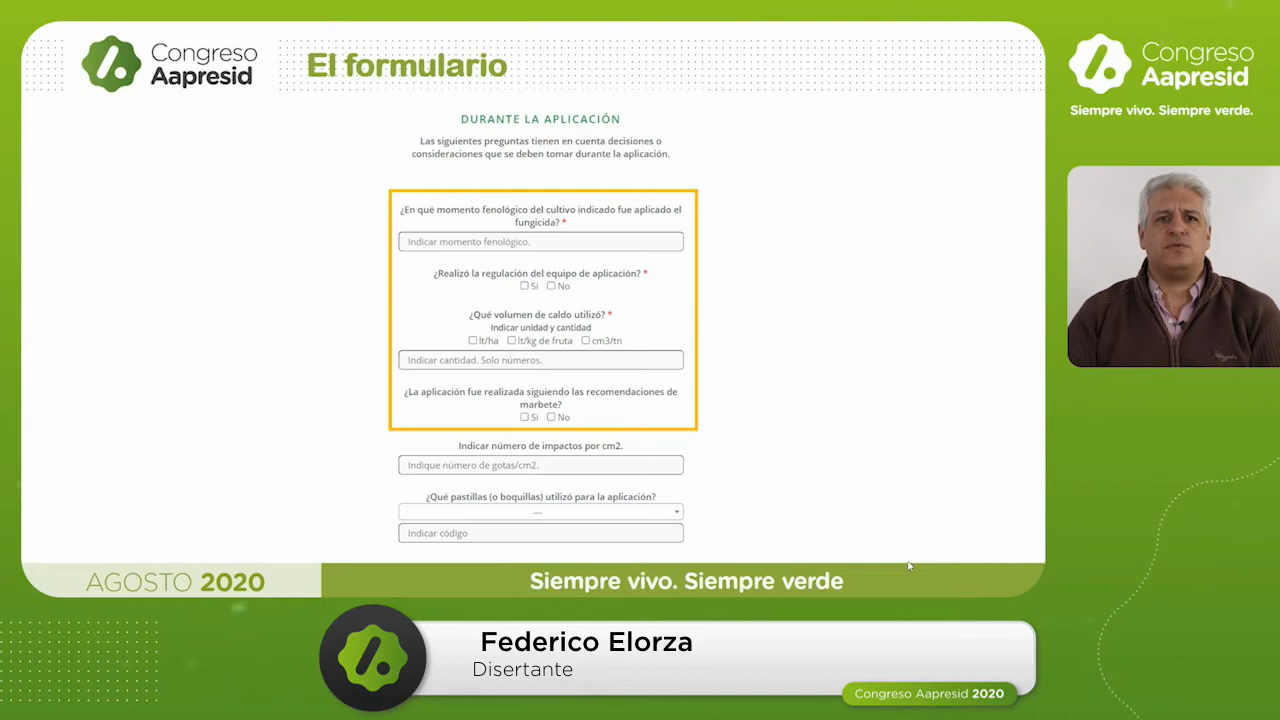 Congreso
Aapresid
El formulario
DURANTE LA APLICACIÓN
Las siguientes preguntas tienen en cuenta decisiones o
consideraciones que se deben tomar durante la aplicación.
¿En qué momento fenológico del cultivo indicado fue aplicado el
fungicida? *
Indicar momento fenológico.
¿Realizó la regulación del equipo de aplicación? *
Si No
¿Qué volumen de caldo utilizó? *
Indicar unidad y cantidad
lt/ha lt/kg de fruta cm3/tn
Indicar cantidad. Solo números.
¿La aplicación fue realizada siguiendo las recomendaciones de
marbete?
Si No
Indicar número de impactos por cm2.
Indique número de gotas/cm2.
¿Qué pastillas (o boquillas) utilizó para la aplicación?
---
Indicar código
AGOSTO 2020
Siempre vivo. Siempre verde
Congreso
Aapresid
Siempre vivo. Siempre verde.
Federico Elorza
Disertante
Congreso Aapresid 2020